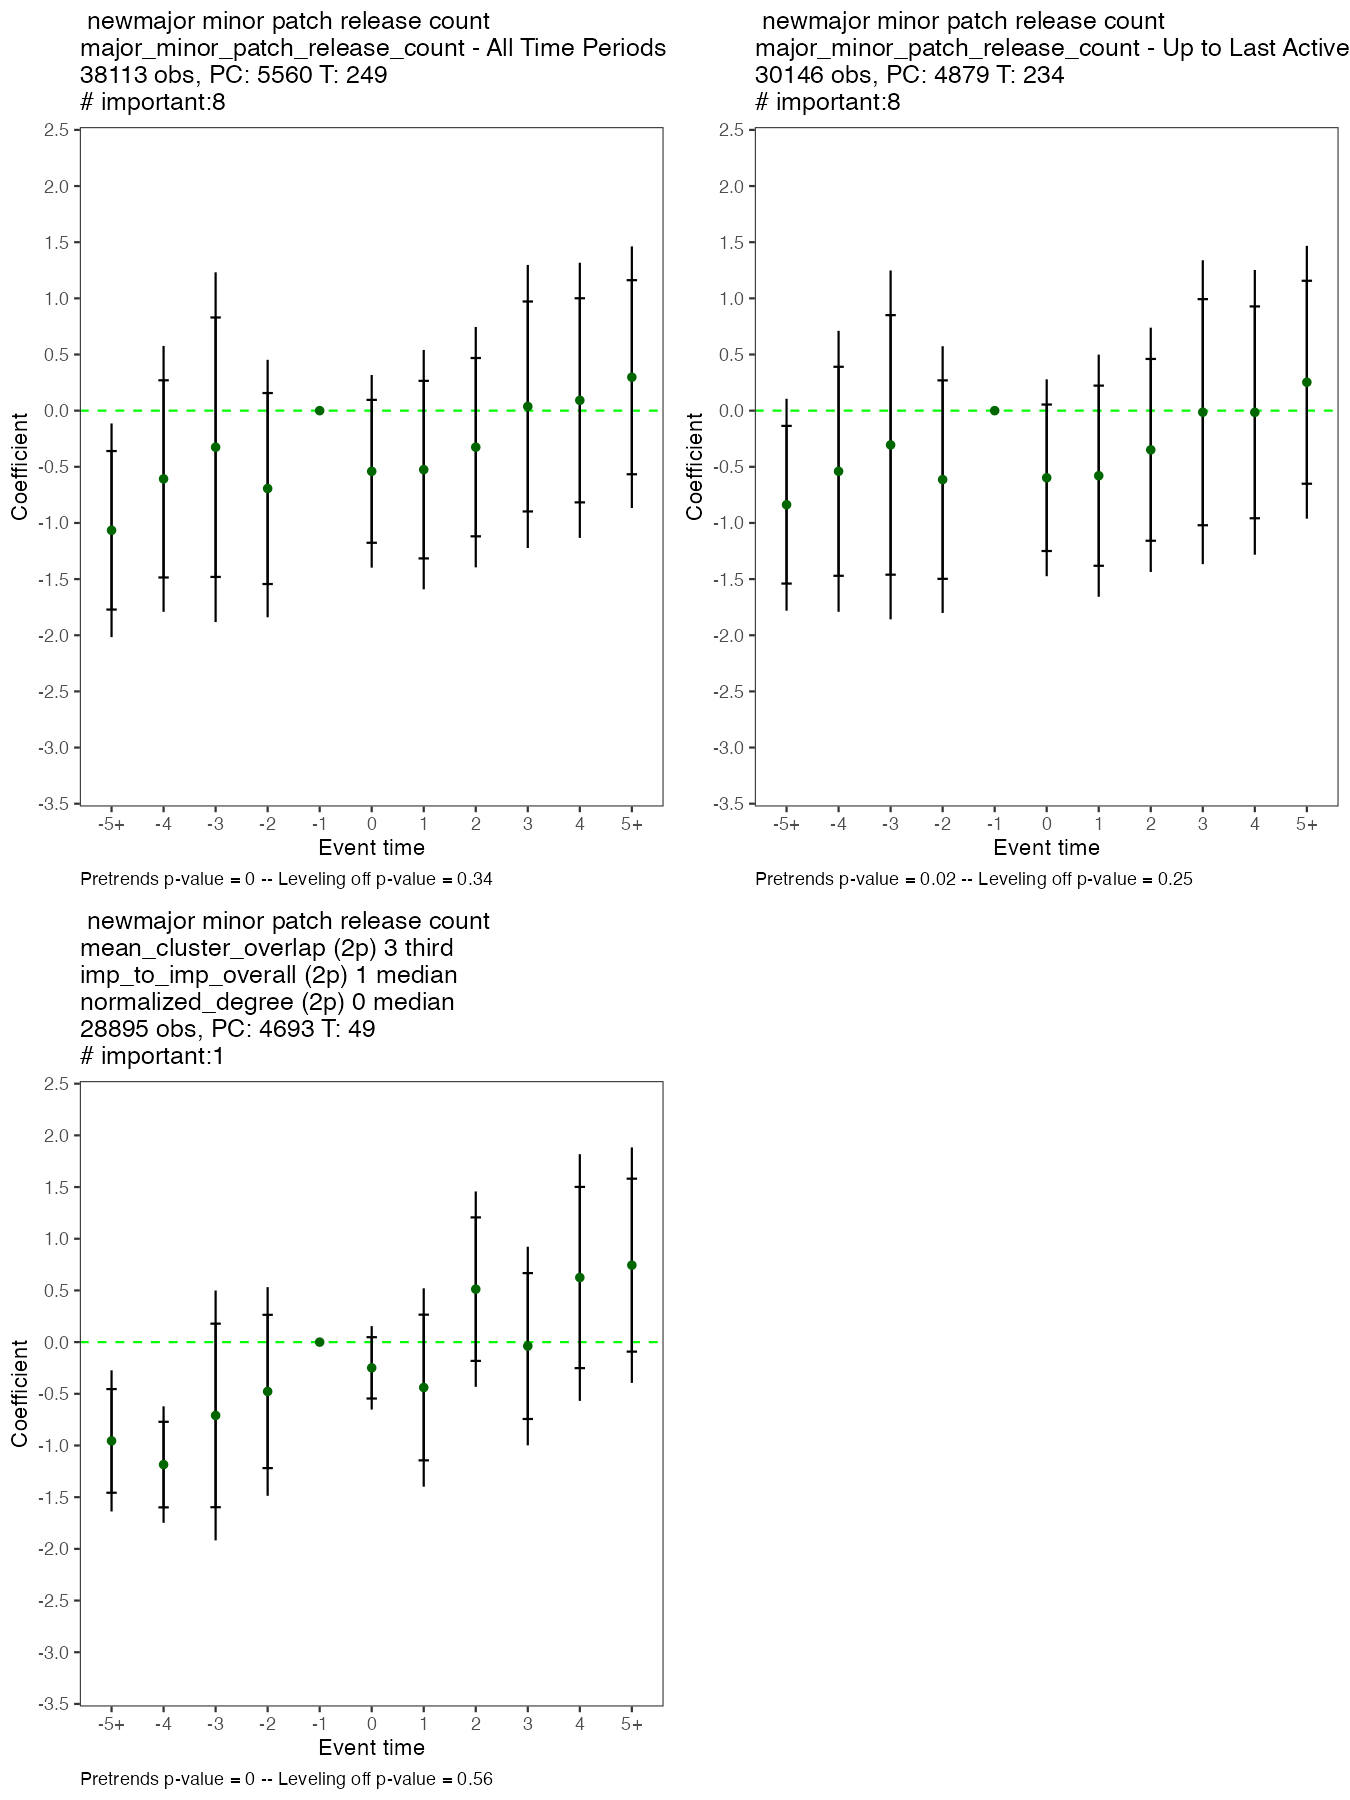 newmajor minor patch release count
major_minor_patch_release_count - All Time Periods
38113 obs, PC: 5560 T: 249
# important:8
2.5
2.0
1.5
1.0
0.5
0.0
-0.5
-1.0
-1.5
-2.0
-2.5
-3.0
-3.5
Coefficient
-5+ -4 -3 -2 -1 0 1 2 3 4 5+
Event time
Pretrends p-value = 0 -- Leveling off p-value = 0.34
newmajor minor patch release count
major_minor_patch_release_count - Up to Last Active
30146 obs, PC: 4879 T: 234
# important:8
2.5
2.0
1.5
1.0
0.5
0.0
-0.5
-1.0
-1.5
-2.0
-2.5
-3.0
-3.5
Coefficient
-5+ -4 -3 -2 -1 0 1 2 3 4 5+
Event time
Pretrends p-value = 0.02 -- Leveling off p-value = 0.25
newmajor minor patch release count
mean_cluster_overlap (2p) 3 third
imp_to_imp_overall (2p) 1 median
normalized_degree (2p) 0 median
28895 obs, PC: 4693 T: 49
# important:1
2.5
2.0
1.5
1.0
0.5
0.0
-0.5
-1.0
-1.5
-2.0
-2.5
-3.0
-3.5
Coefficient
-5+ -4 -3 -2 -1 0 1 2 3 4 5+
Event time
Pretrends p-value = 0 -- Leveling off p-value = 0.56